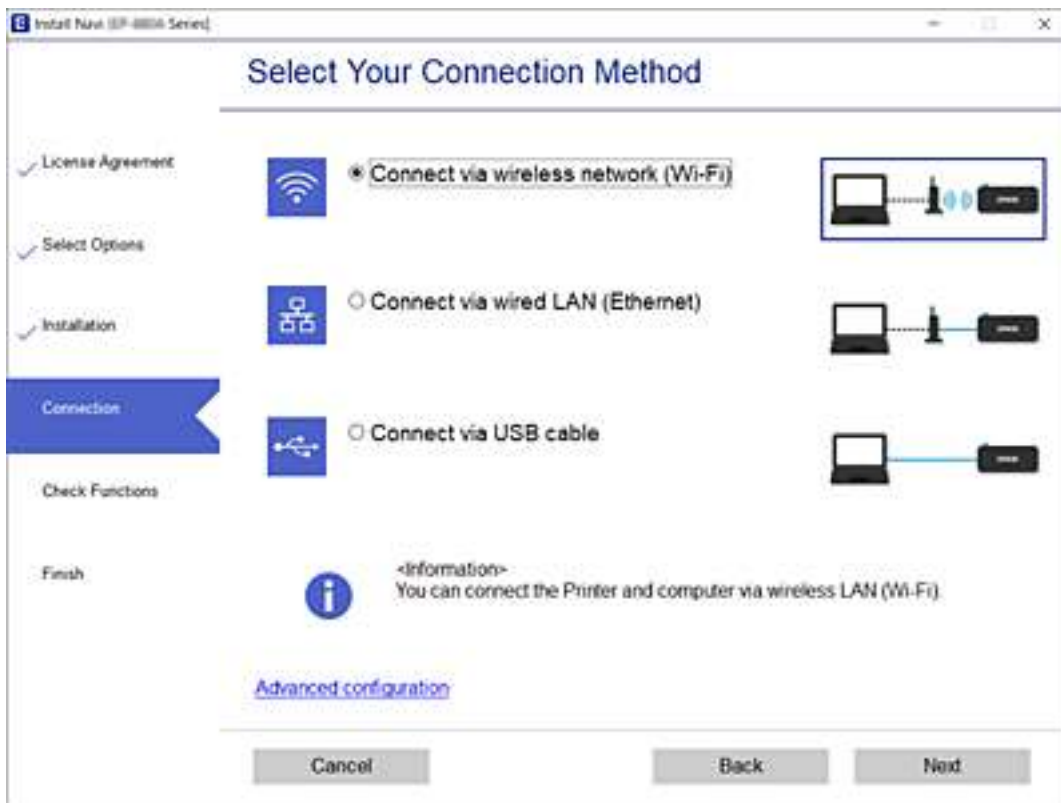 Install Navi Series]
Select Your Connection Method
License Agreement
Select Options
Installation
Connection
Check Functions
Finish
Connect via wireless network (Wi-Fi)
Connect via wired LAN (Ethernet)
Connect via USB cable
<Information>
You can connect the Printer and computer via wireless LAN (Wi-Fi).
Advanced configuration
Cancel
Back
Next